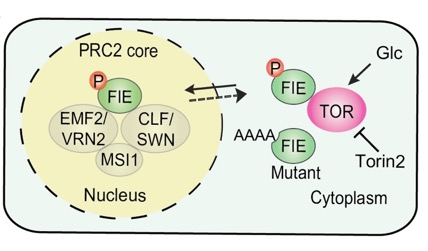 PRC2 core
P
FIE
EMF2/
VRN2
CLF/
SWN
MSI1
Nucleus
P
FIE
TOR
Glc
AAAA
FIE
Mutant
Torin2
Cytoplasm